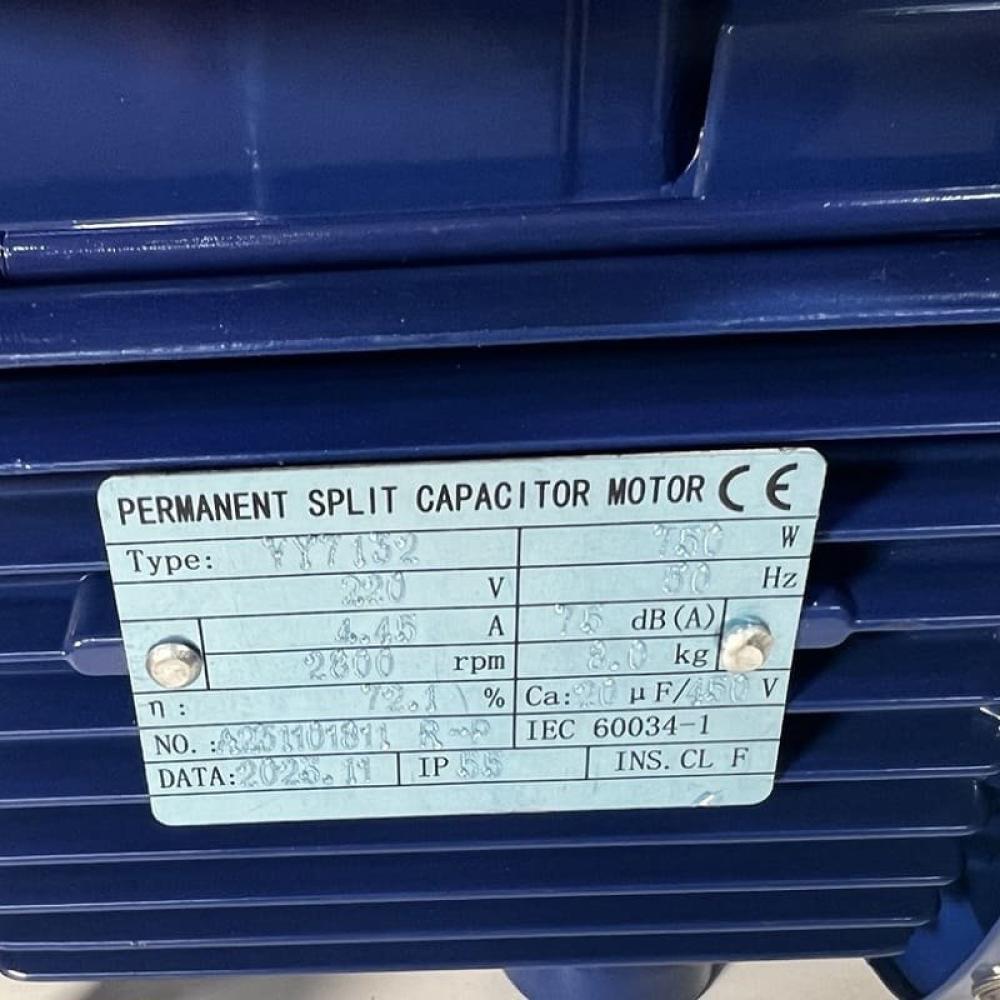 PERMANENT SPLIT CAPACITOR MOTOR CE
Type: YY7132 750 W
220 V 50 Hz
4.45 A 75 dB(A)
2800 rpm 8.0 kg
η: 72.1 % Ca:20 μF/450 V
NO.:A251101811 R-P IEC 60034-1
DATA:2025.11 IP 55 INS.CL F